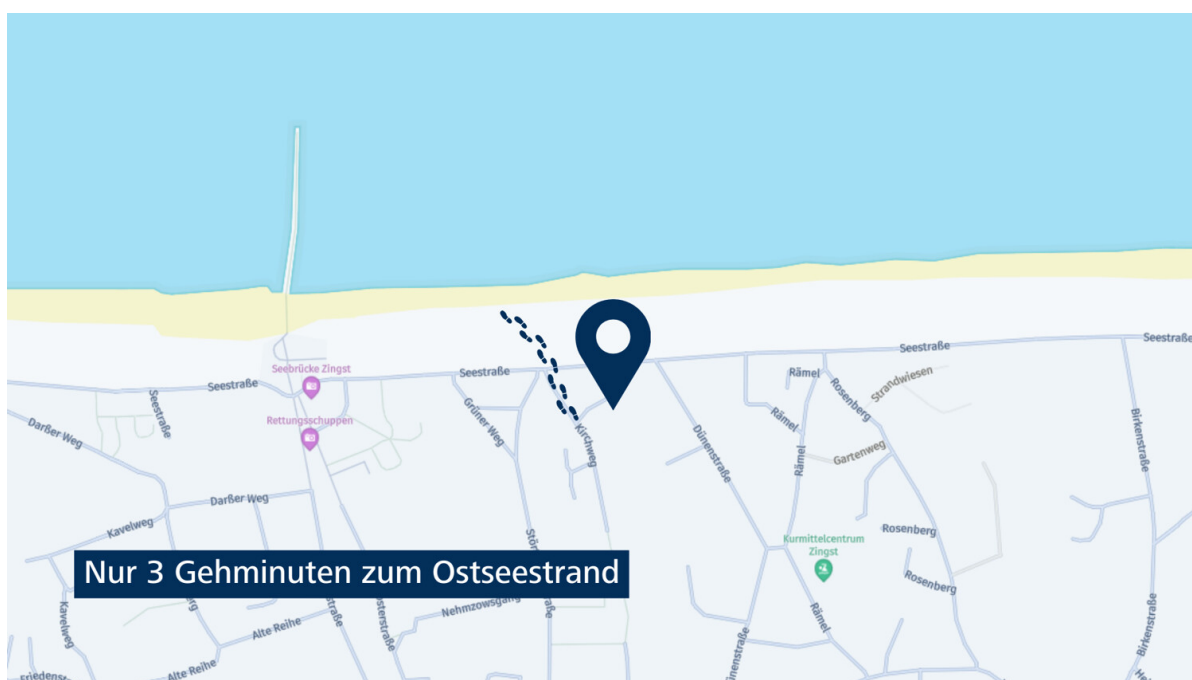 Seestraße
Seestraße
Rämel
Strandwiesen
Rosenberg
Seebrücke Zingst
Seestraße
Seestraße
Seestraße
Grüner Weg
Rettungsschuppen
Darßer Weg
Kirchweg
Dünenstraße
Rämel
Rämel
Gartenweg
Birkenstraße
Darßer Weg
Kavelweg
Rosenberg
Kurmittelcentrum
Zingst
Nur 3 Gehminuten zum Ostseestrand
Rosenberg
Kavelweg
Nehmzowsgang
Alte Reihe
Rämel
Birkenstraße
Alte Reihe